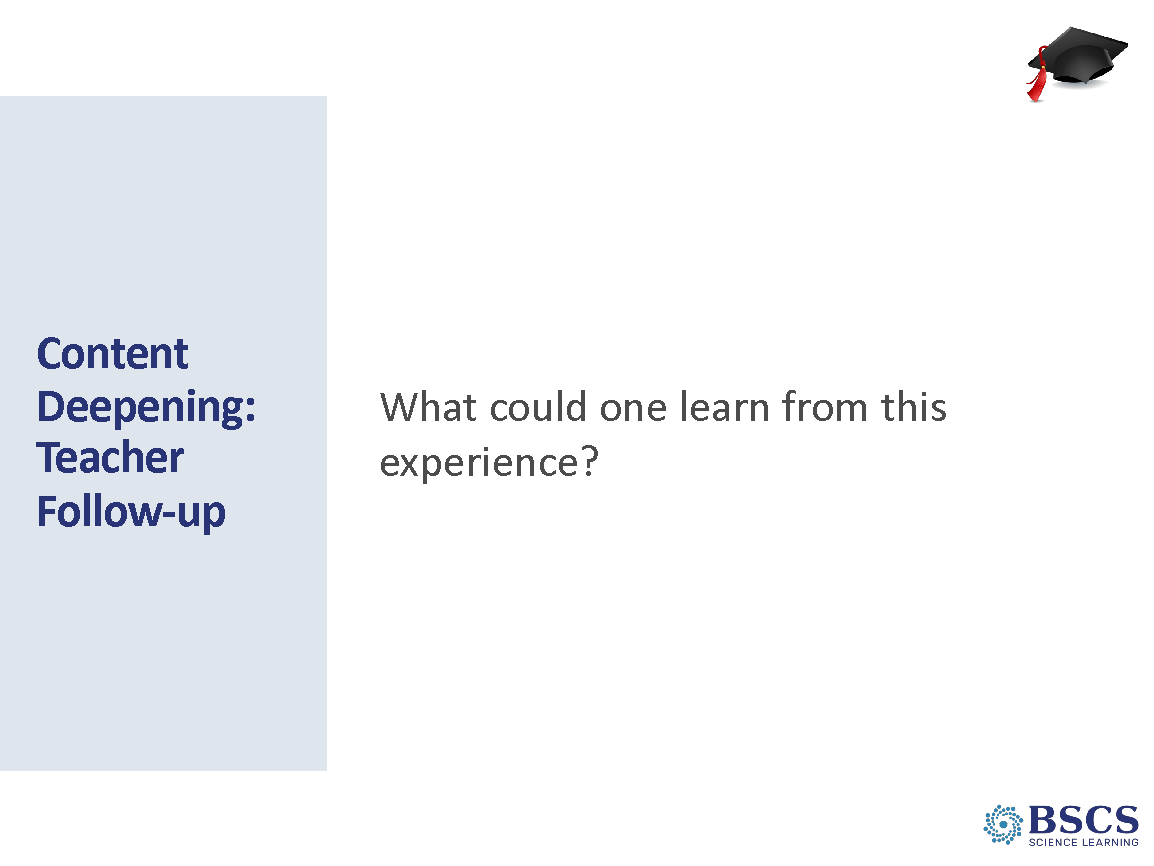 Content
Deepening:
Teacher
Follow-up
What could one learn from this
experience?
BSCS
SCIENCE LEARNING